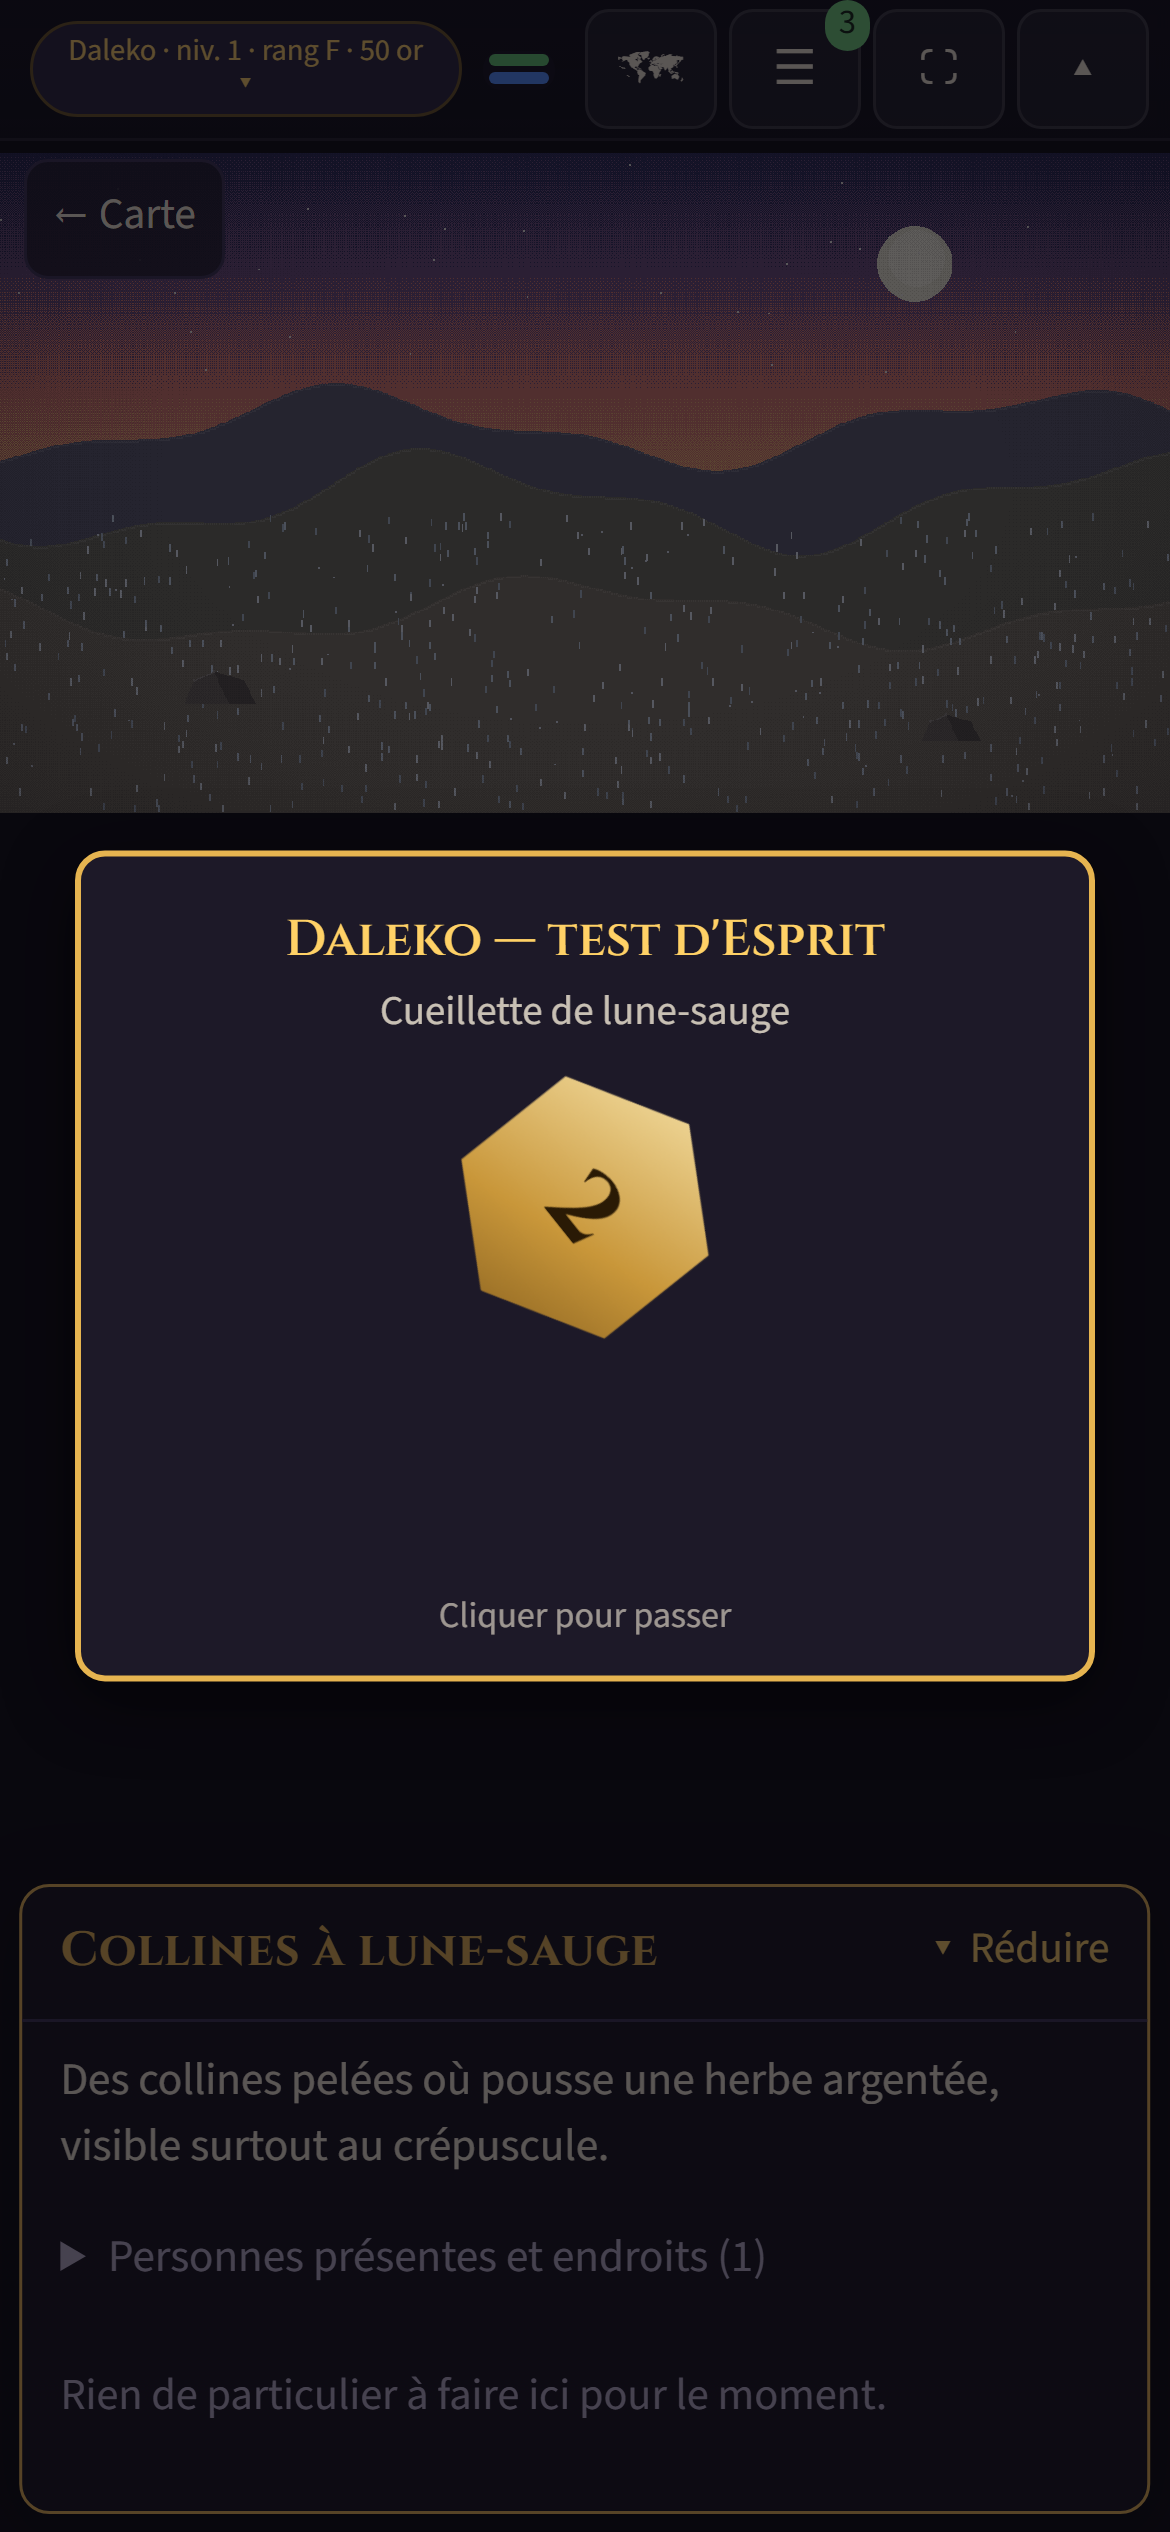 Daleko · niv. 1 · rang F · 50 or
3
← Carte
Daleko — test d'Esprit
Cueillette de lune-sauge
2
Cliquer pour passer
Collines à lune-sauge
Réduire
Des collines pelées où pousse une herbe argentée,
visible surtout au crépuscule.
Personnes présentes et endroits (1)
Rien de particulier à faire ici pour le moment.